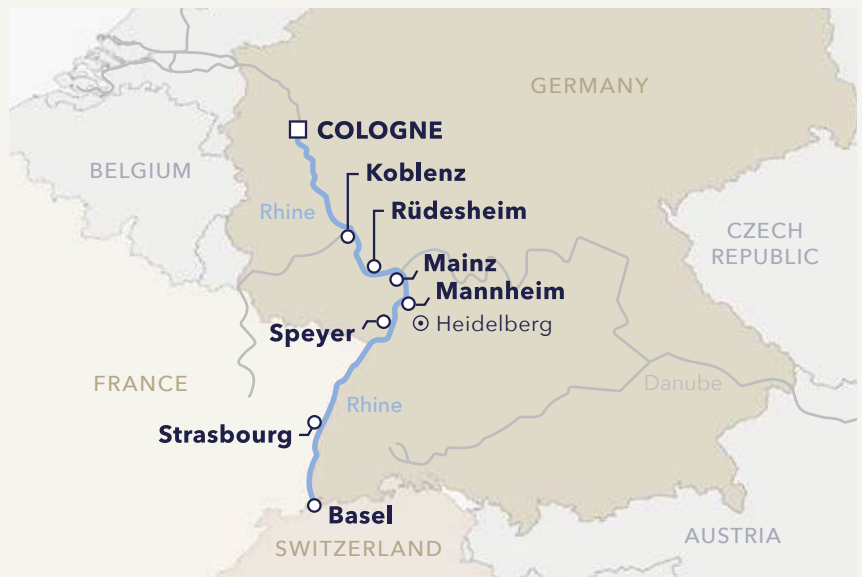 GERMANY
COLOGNE
BELGIUM
Koblenz
Rhine
Rüdesheim
CZECH
REPUBLIC
Mainz
Mannheim
Speyer
Heidelberg
FRANCE
Danube
Rhine
Strasbourg
Basel
AUSTRIA
SWITZERLAND